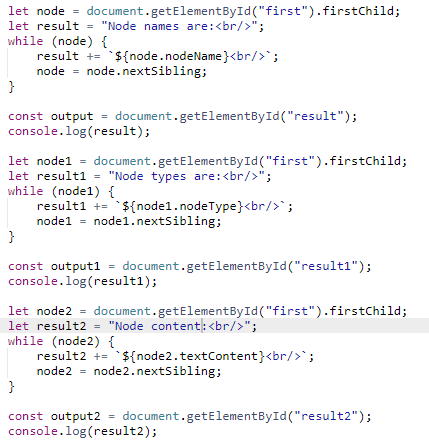 let node = document.getElementById("first").firstChild;
let result = "Node names are:<br/>";
while (node) {
    result += `${node.nodeName}<br/>`;
    node = node.nextSibling;
}

const output = document.getElementById("result");
console.log(result);

let node1 = document.getElementById("first").firstChild;
let result1 = "Node types are:<br/>";
while (node1) {
    result1 += `${node1.nodeType}<br/>`;
    node1 = node1.nextSibling;
}

const output1 = document.getElementById("result1");
console.log(result1);

let node2 = document.getElementById("first").firstChild;
let result2 = "Node content:<br/>";
while (node2) {
    result2 += `${node2.textContent}<br/>`;
    node2 = node2.nextSibling;
}

const output2 = document.getElementById("result2");
console.log(result2);